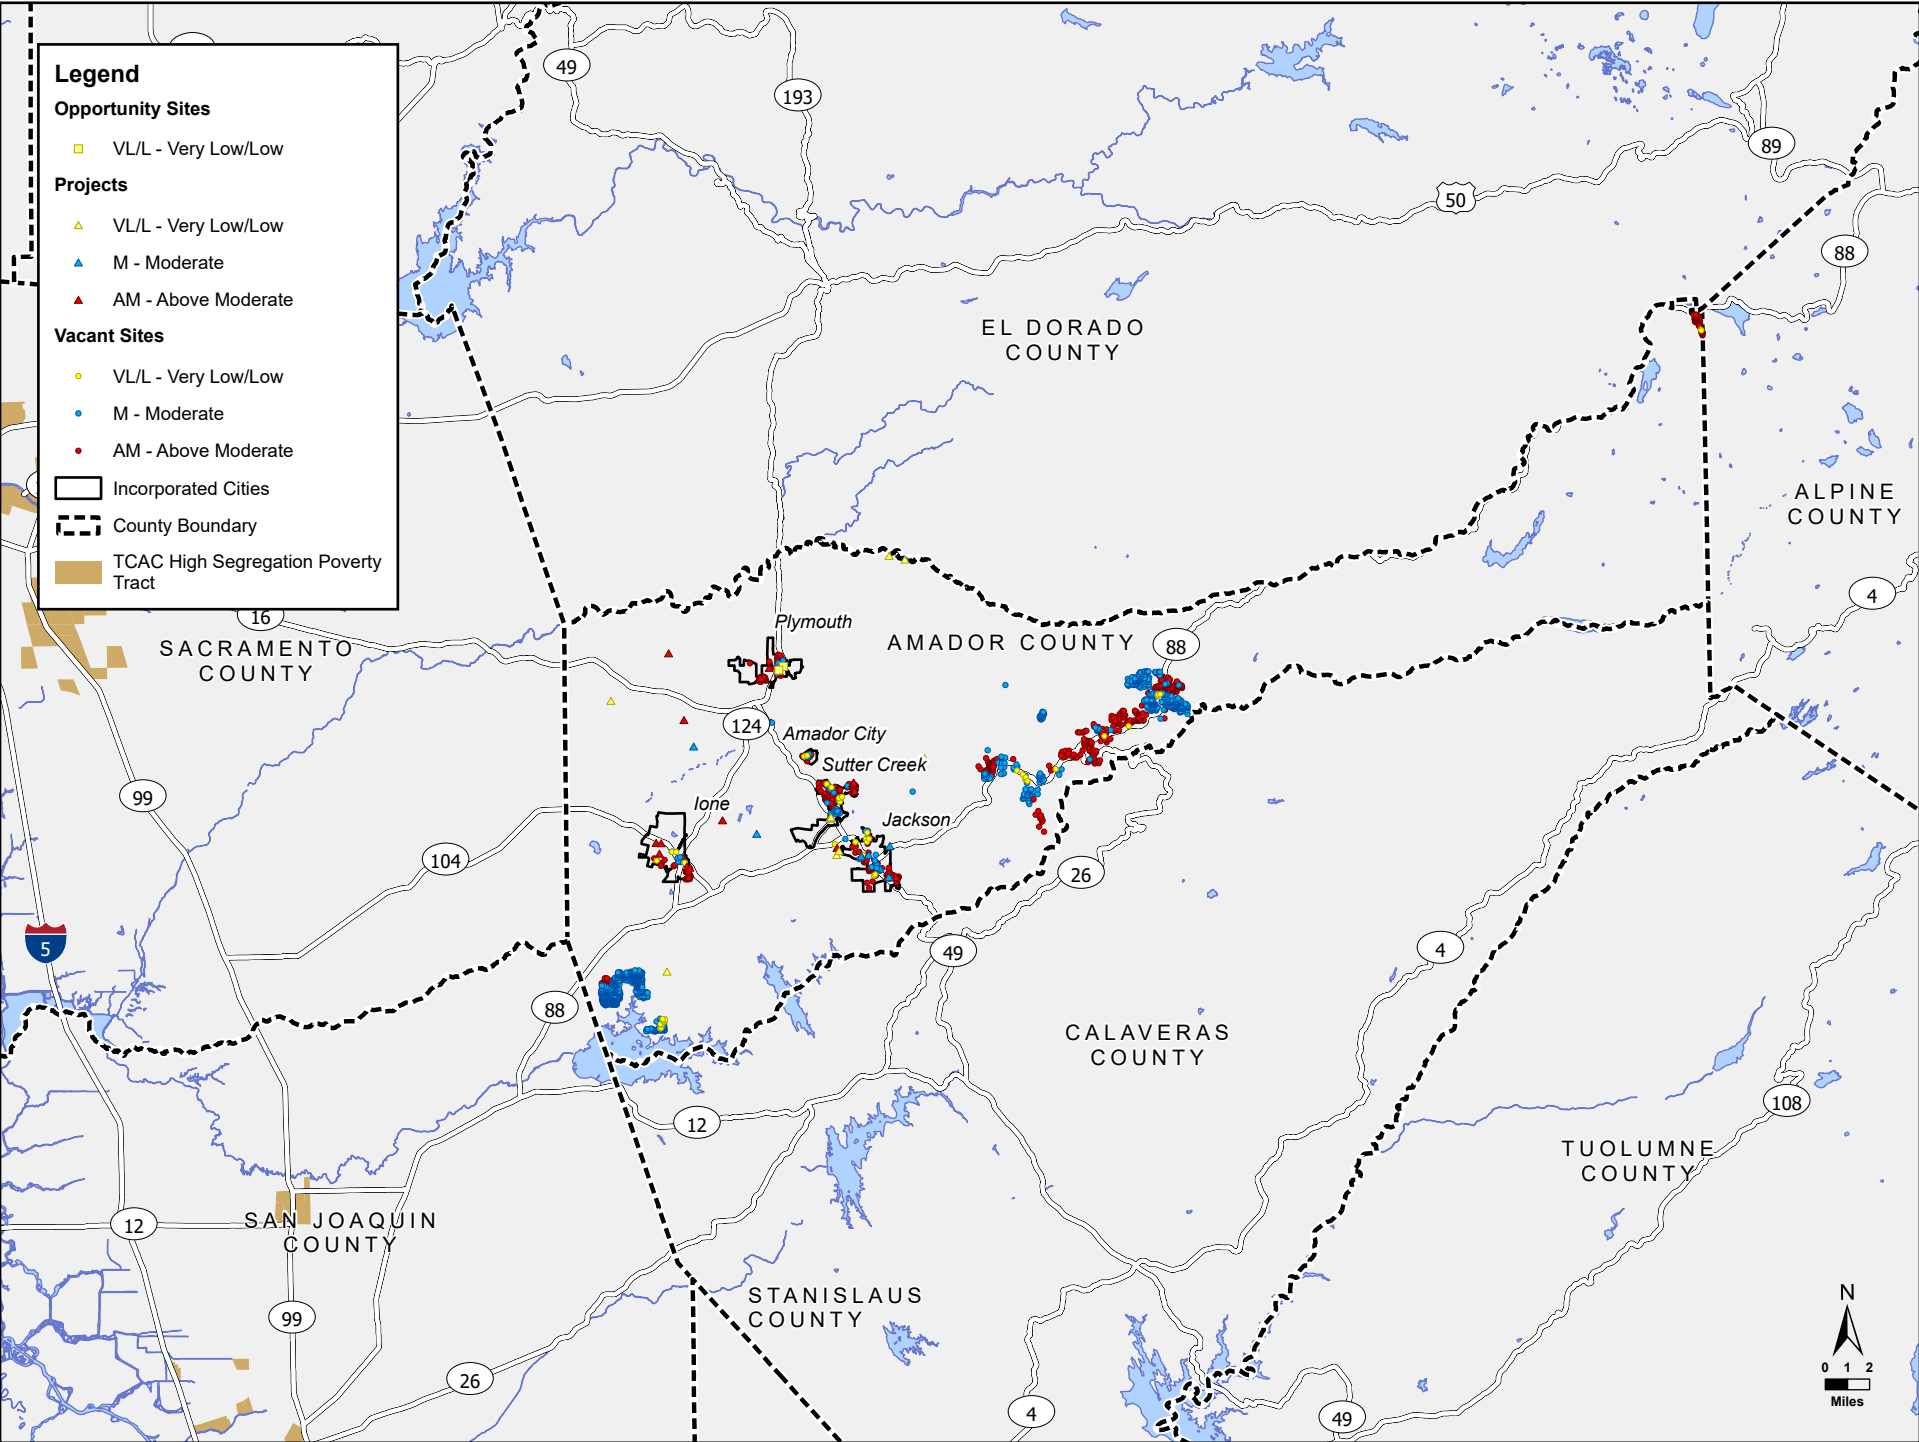 Legend
Opportunity Sites
VL/L - Very Low/Low
Projects
VL/L - Very Low/Low
M - Moderate
AM - Above Moderate
Vacant Sites
VL/L - Very Low/Low
M - Moderate
AM - Above Moderate
Incorporated Cities
County Boundary
TCAC High Segregation Poverty
Tract
49
193
89
50
88
EL DORADO
COUNTY
ALPINE
COUNTY
4
16
SACRAMENTO
COUNTY
Plymouth
AMADOR COUNTY
88
124
Amador City
Sutter Creek
99
Ione
Jackson
104
26
5
49
4
88
CALAVERAS
COUNTY
12
108
TUOLUMNE
COUNTY
12
SAN JOAQUIN
COUNTY
STANISLAUS
COUNTY
99
26
4
49
N
0 1 2
Miles